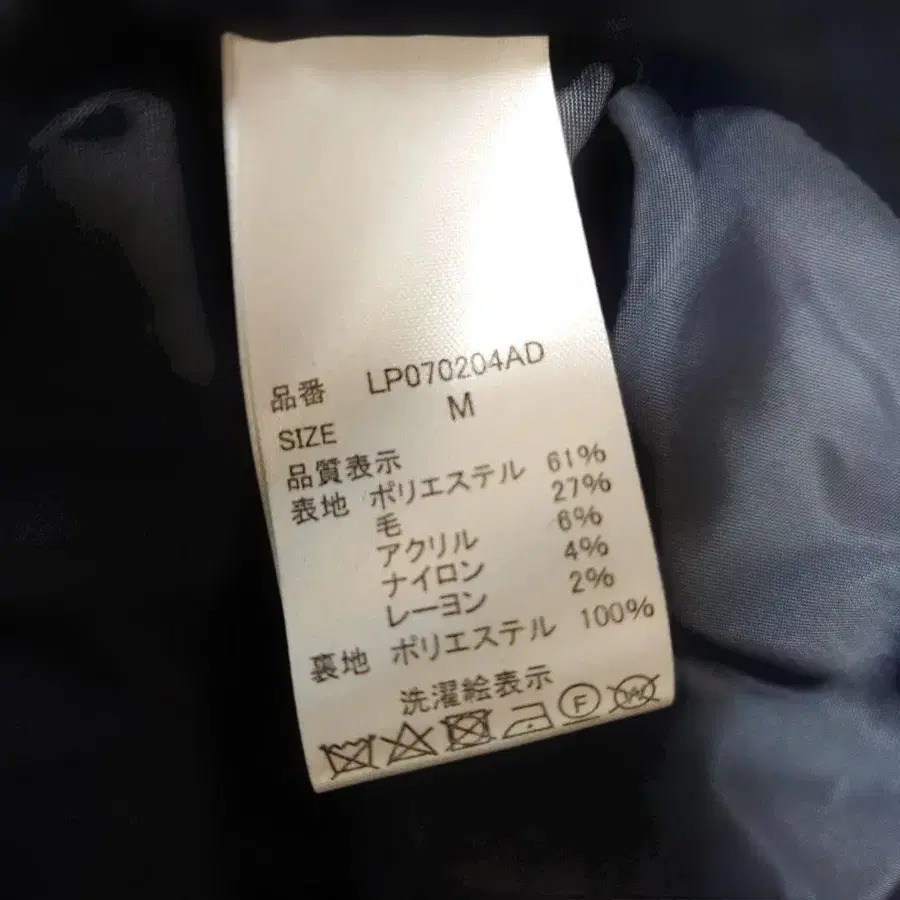 品番 LP070204AD
SIZE M
品質表示
表地 ポリエステル 61%
毛 27%
アクリル 6%
ナイロン 4%
レーヨン 2%
裏地 ポリエステル 100%
洗濯絵表示
F W